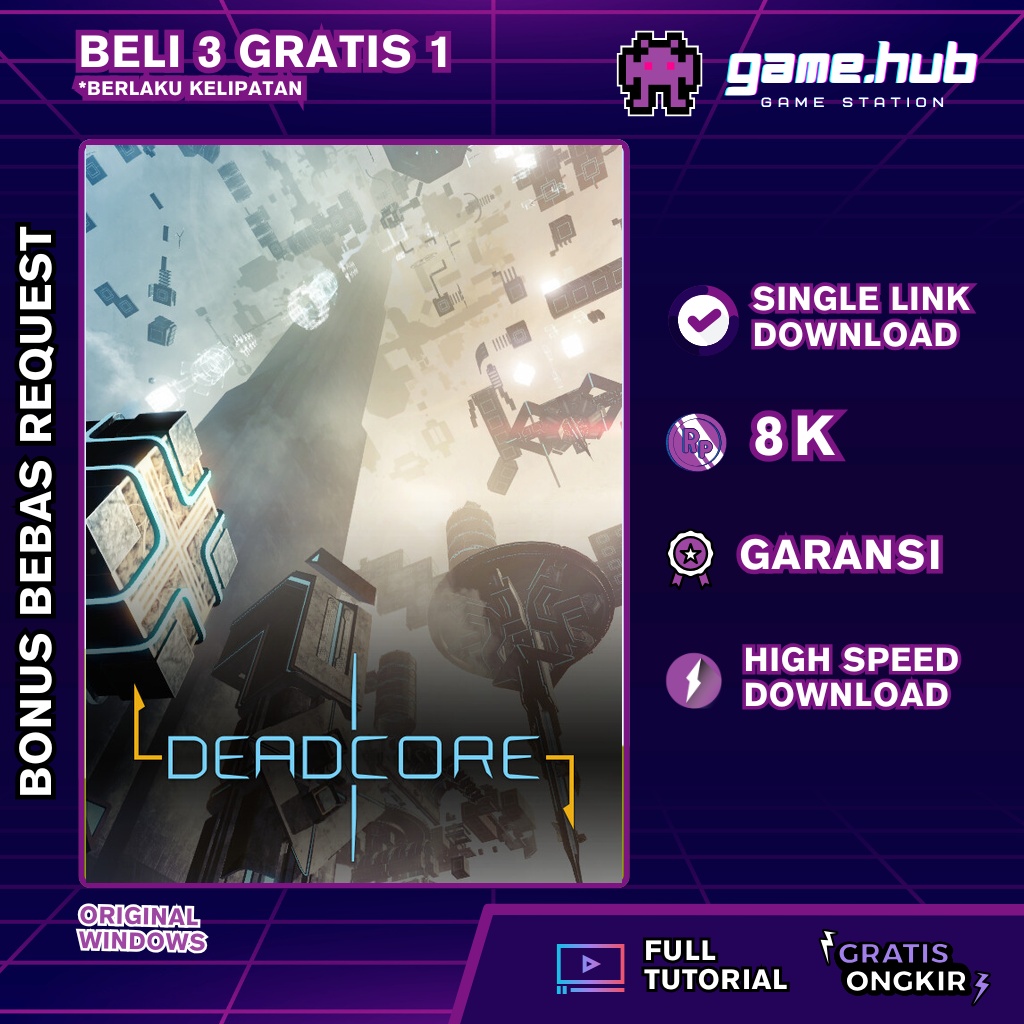 BELI 3 GRATIS 1
*BERLAKU KELIPATAN
game.hub
GAME STATION
BONUS BEBAS REQUEST
SINGLE LINK
DOWNLOAD
Rp
8K
GARANSI
HIGH SPEED
DOWNLOAD
DEADCORE
ORIGINAL
WINDOWS
FULL
TUTORIAL
GRATIS
ONGKIR